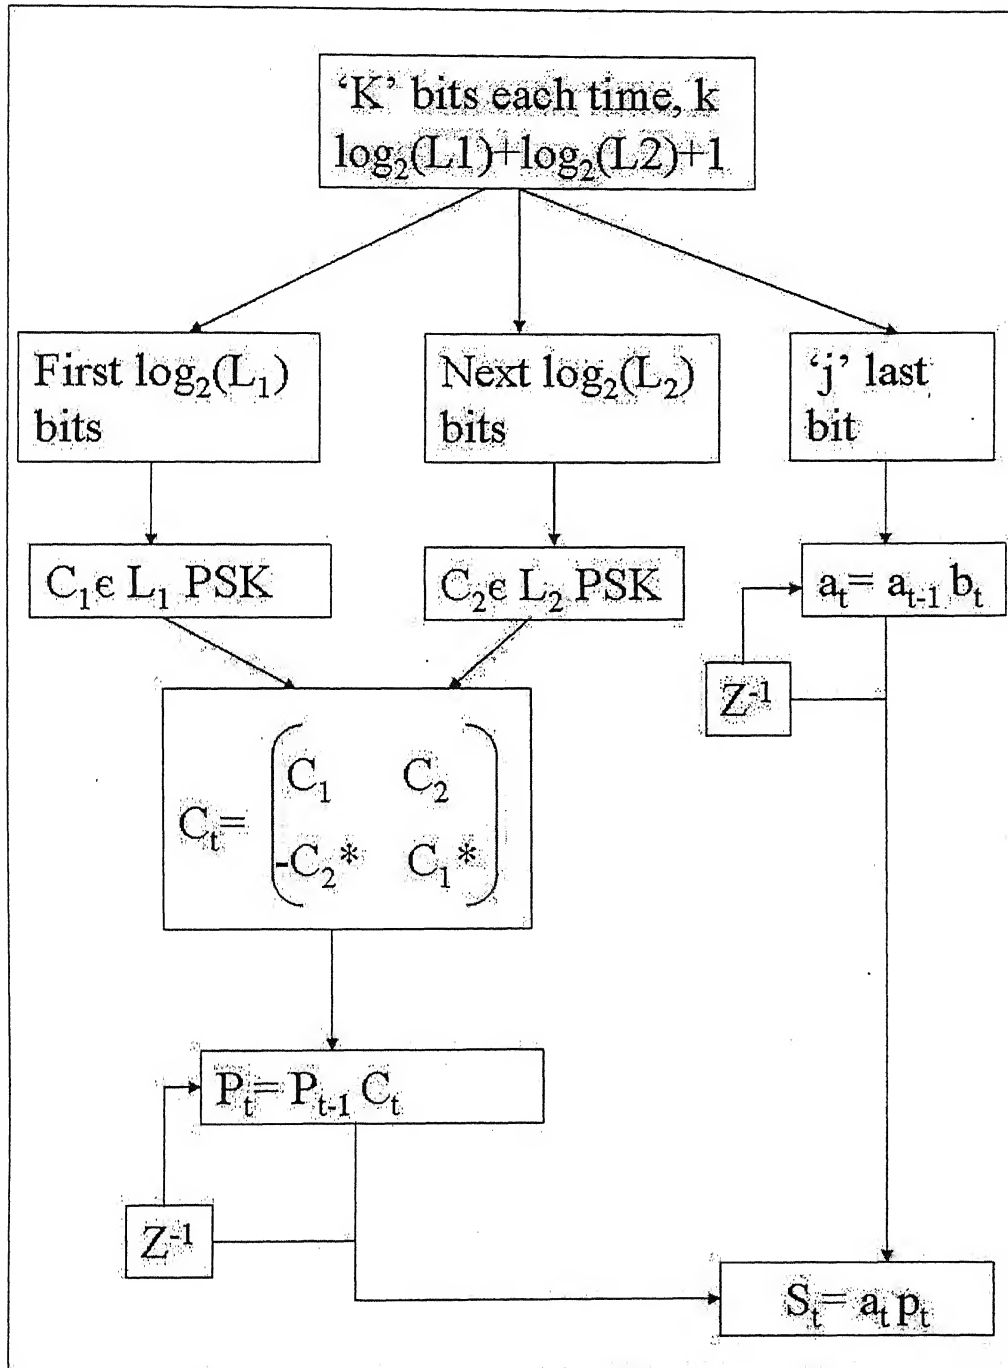 ‘K’ bits each time, k
log₂(L1)+log₂(L2)+1
First log₂(L₁)
bits
Next log₂(L₂)
bits
‘j’ last
bit
C₁ϵ L₁ PSK
C₂ϵ L₂ PSK
aₜ= aₜ₋₁ bₜ
Z⁻¹
Cₜ=
C₁ C₂
-C₂* C₁*
Pₜ= Pₜ₋₁ Cₜ
Z⁻¹
Sₜ= aₜ pₜ